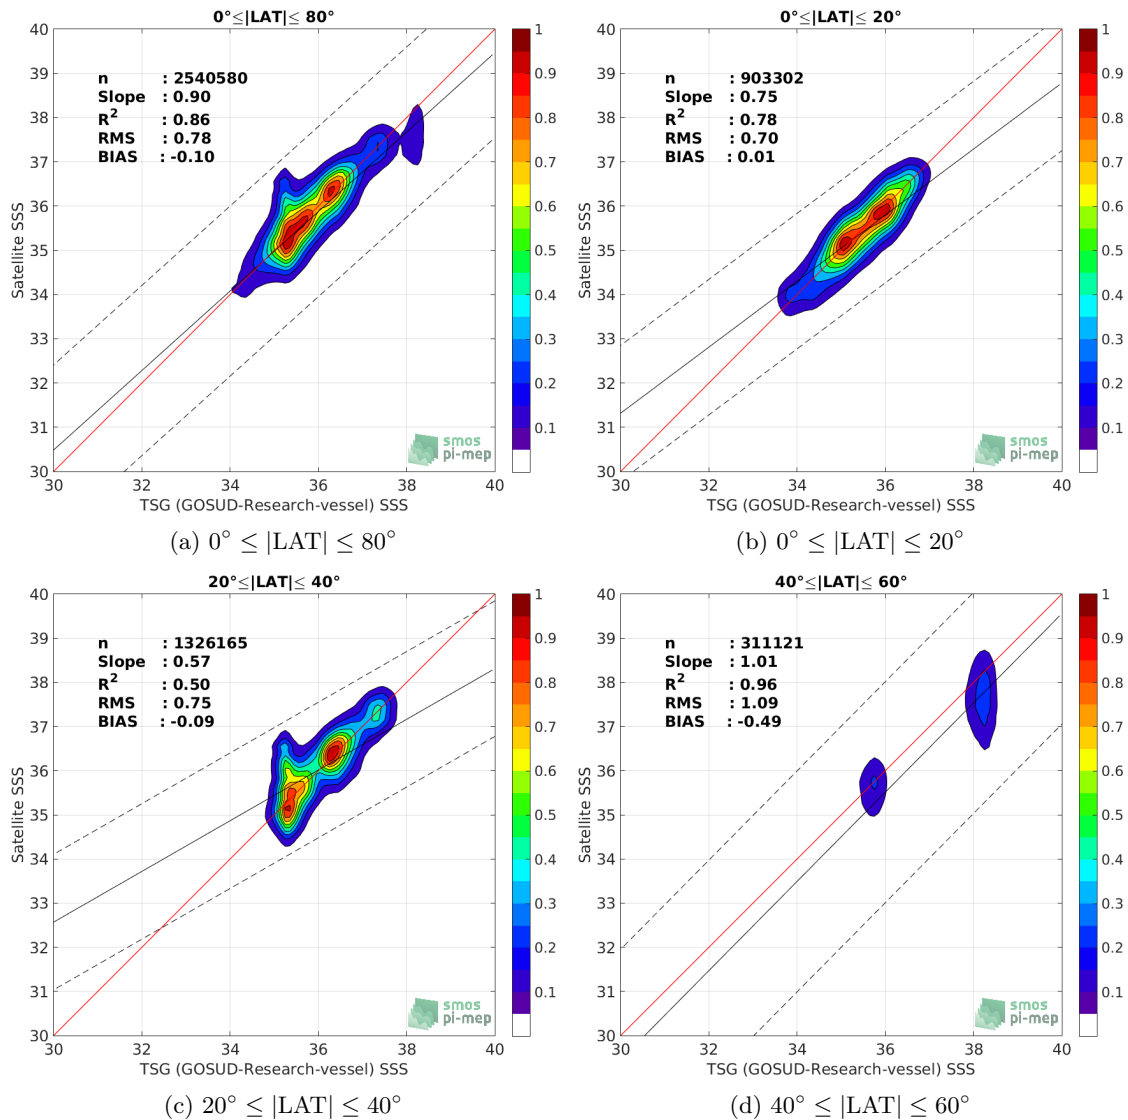 0°≤|LAT|≤ 80°
40
39
38
37
36
35
34
33
32
31
30
Satellite SSS
n : 2540580
Slope : 0.90
R2 : 0.86
RMS : 0.78
BIAS : -0.10
smos
pi-mep
30 32 34 36 38 40
TSG (GOSUD-Research-vessel) SSS
1
0.9
0.8
0.7
0.6
0.5
0.4
0.3
0.2
0.1
(a) 0° ≤ |LAT| ≤ 80°
0°≤|LAT|≤ 20°
40
39
38
37
36
35
34
33
32
31
30
Satellite SSS
n : 903302
Slope : 0.75
R2 : 0.78
RMS : 0.70
BIAS : 0.01
smos
pi-mep
30 32 34 36 38 40
TSG (GOSUD-Research-vessel) SSS
1
0.9
0.8
0.7
0.6
0.5
0.4
0.3
0.2
0.1
(b) 0° ≤ |LAT| ≤ 20°
20°≤|LAT|≤ 40°
40
39
38
37
36
35
34
33
32
31
30
Satellite SSS
n : 1326165
Slope : 0.57
R2 : 0.50
RMS : 0.75
BIAS : -0.09
smos
pi-mep
30 32 34 36 38 40
TSG (GOSUD-Research-vessel) SSS
1
0.9
0.8
0.7
0.6
0.5
0.4
0.3
0.2
0.1
(c) 20° ≤ |LAT| ≤ 40°
40°≤|LAT|≤ 60°
40
39
38
37
36
35
34
33
32
31
30
Satellite SSS
n : 311121
Slope : 1.01
R2 : 0.96
RMS : 1.09
BIAS : -0.49
smos
pi-mep
30 32 34 36 38 40
TSG (GOSUD-Research-vessel) SSS
1
0.9
0.8
0.7
0.6
0.5
0.4
0.3
0.2
0.1
(d) 40° ≤ |LAT| ≤ 60°